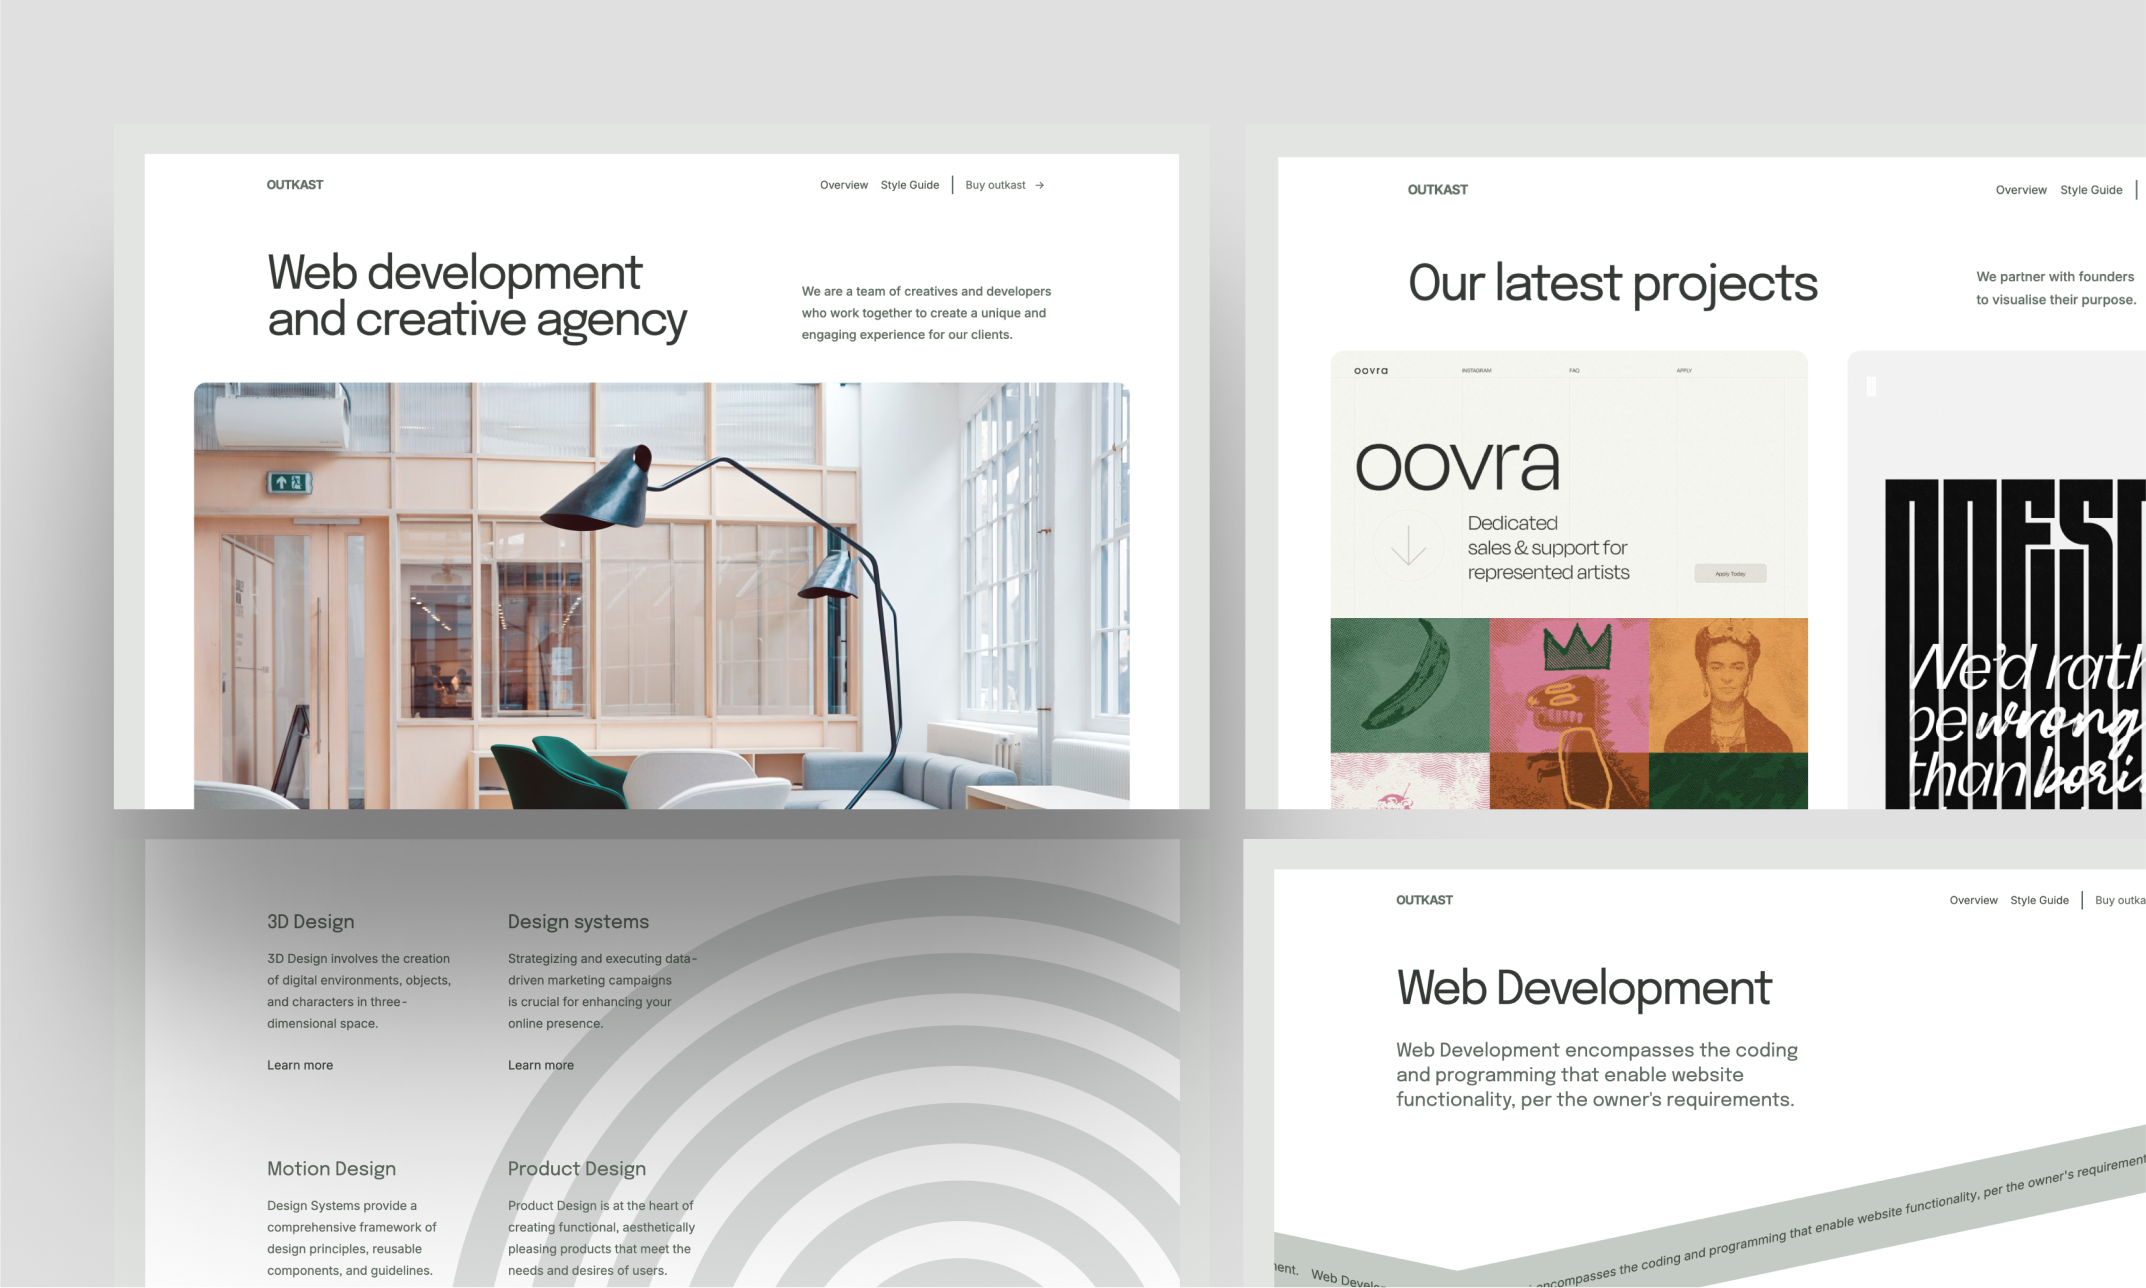 OUTKAST
Overview Style Guide Buy outkast →
Web development
and creative agency
We are a team of creatives and developers
who work together to create a unique and
engaging experience for our clients.
OUTKAST
Overview Style Guide
Our latest projects
We partner with founders
to visualise their purpose.
oovra
INSTAGRAM FAQ APPLY
oovra
Dedicated
sales & support for
represented artists
Apply Today
We'd rath
be wrong
than bori
3D Design
3D Design involves the creation
of digital environments, objects,
and characters in three-
dimensional space.
Learn more
Design systems
Strategizing and executing data-
driven marketing campaigns
is crucial for enhancing your
online presence.
Learn more
Motion Design
Design Systems provide a
comprehensive framework of
design principles, reusable
components, and guidelines.
Product Design
Product Design is at the heart of
creating functional, aesthetically
pleasing products that meet the
needs and desires of users.
OUTKAST
Overview Style Guide Buy outka
Web Development
Web Development encompasses the coding
and programming that enable website
functionality, per the owner's requirements.
ent. Web Develo
encompasses the coding and programming that enable website functionality, per the owner's requirement